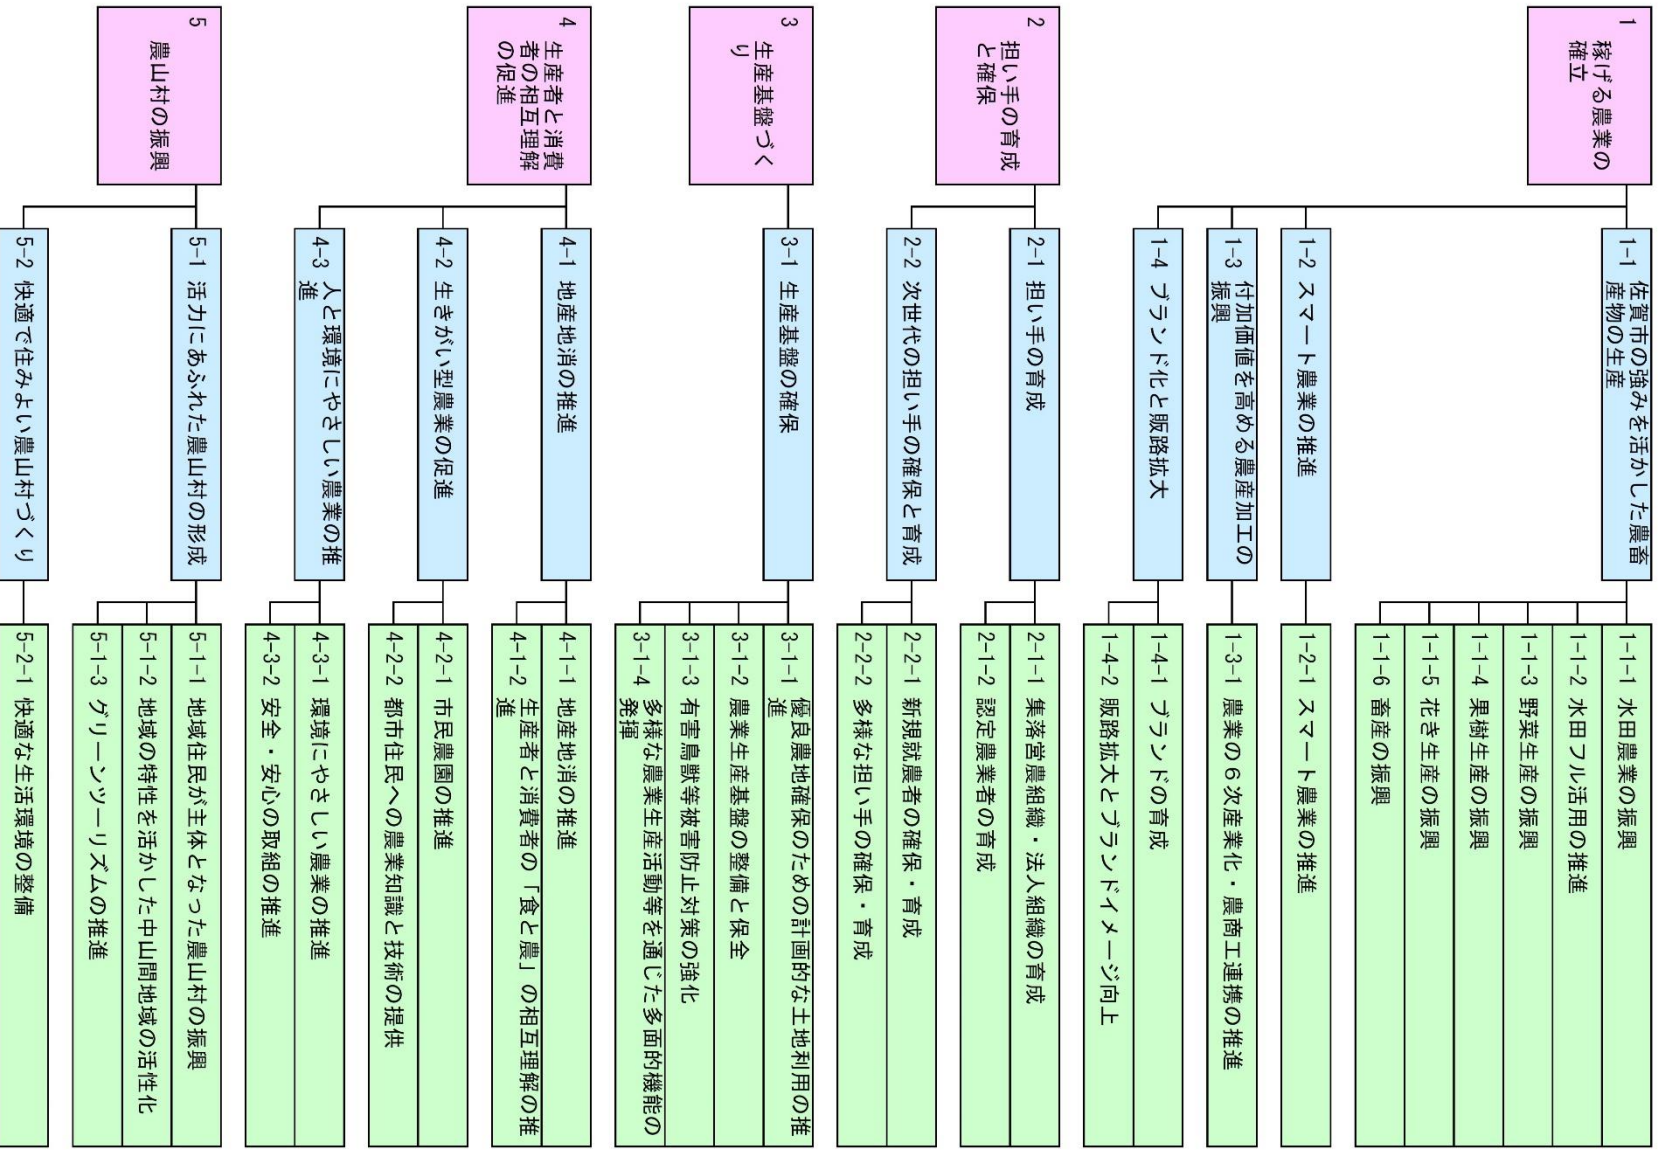 1 稼げる農業の
確立
1-1 佐賀市の強みを活かした農畜
産物の生産
1-1-1 水田農業の振興
1-1-2 水田フル活用の推進
1-1-3 野菜生産の振興
1-1-4 果樹生産の振興
1-1-5 花き生産の振興
1-1-6 畜産の振興
1-2 スマート農業の推進
1-2-1 スマート農業の推進
1-3 付加価値を高める農産加工の
振興
1-3-1 農業の6次産業化・農商工連携の推進
1-4 ブランド化と販路拡大
1-4-1 ブランドの育成
1-4-2 販路拡大とブランドイメージ向上
2 担い手の育成
と確保
2-1 担い手の育成
2-1-1 集落営農組織・法人組織の育成
2-1-2 認定農業者の育成
2-2 次世代の担い手の確保と育成
2-2-1 新規就農者の確保・育成
2-2-2 多様な担い手の確保・育成
3 生産基盤づく
り
3-1 生産基盤の確保
3-1-1 優良農地確保のための計画的な土地利用の推
進
3-1-2 農業生産基盤の整備と保全
3-1-3 有害鳥獣等被害防止対策の強化
3-1-4 多様な農業生産活動等を通じた多面的機能の
発揮
4 生産者と消費
者の相互理解
の促進
4-1 地産地消の推進
4-1-1 地産地消の推進
4-1-2 生産者と消費者の「食と農」の相互理解の推
進
4-2 生きがい型農業の促進
4-2-1 市民農園の推進
4-2-2 都市住民への農業知識と技術の提供
4-3 人と環境にやさしい農業の推
進
4-3-1 環境にやさしい農業の推進
4-3-2 安全・安心の取組の推進
5 農山村の振興
5-1 活力にあふれた農山村の形成
5-1-1 地域住民が主体となった農山村の振興
5-1-2 地域の特性を活かした中山間地域の活性化
5-1-3 グリーンツーリズムの推進
5-2 快適で住みよい農山村づくり
5-2-1 快適な生活環境の整備